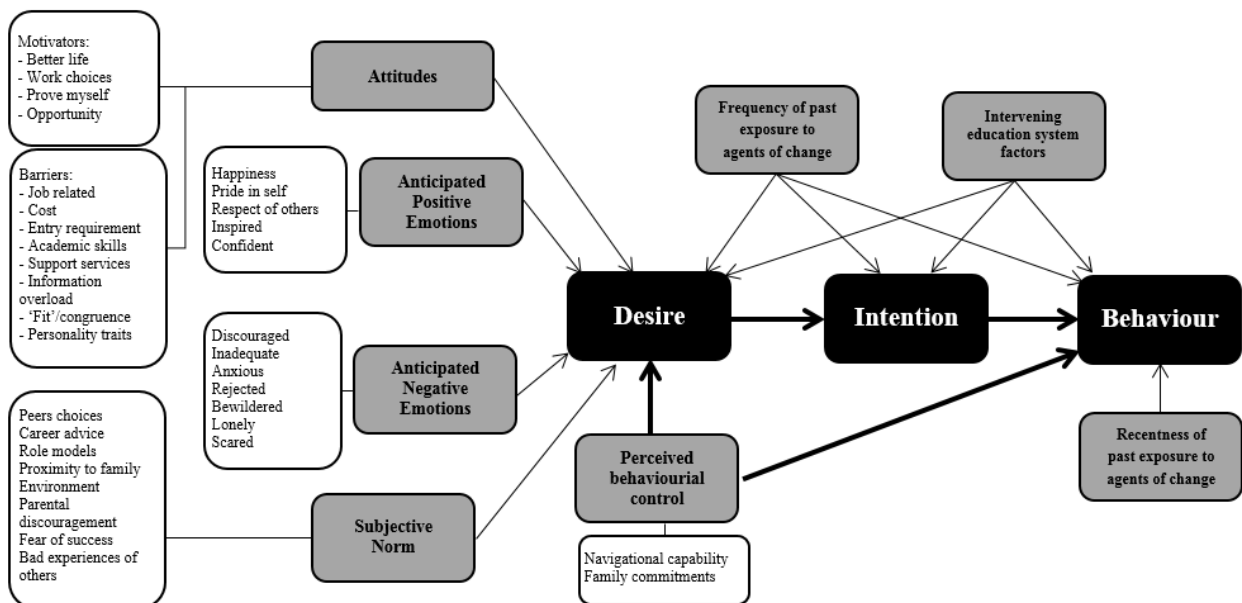 Motivators:
- Better life
- Work choices
- Prove myself
- Opportunity
Attitudes
Frequency of past
exposure to
agents of change
Intervening
education system
factors
Barriers:
- Job related
- Cost
- Entry requirement
- Academic skills
- Support services
- Information
overload
- ‘Fit’/congruence
- Personality traits
Happiness
Pride in self
Respect of others
Inspired
Confident
Anticipated
Positive
Emotions
Desire
Intention
Behaviour
Discouraged
Inadequate
Anxious
Rejected
Bewildered
Lonely
Scared
Anticipated
Negative
Emotions
Peers choices
Career advice
Role models
Proximity to family
Environment
Parental
discouragement
Fear of success
Bad experiences of
others
Subjective
Norm
Perceived
behaviourial
control
Navigational capability
Family commitments
Recentness of
past exposure to
agents of change